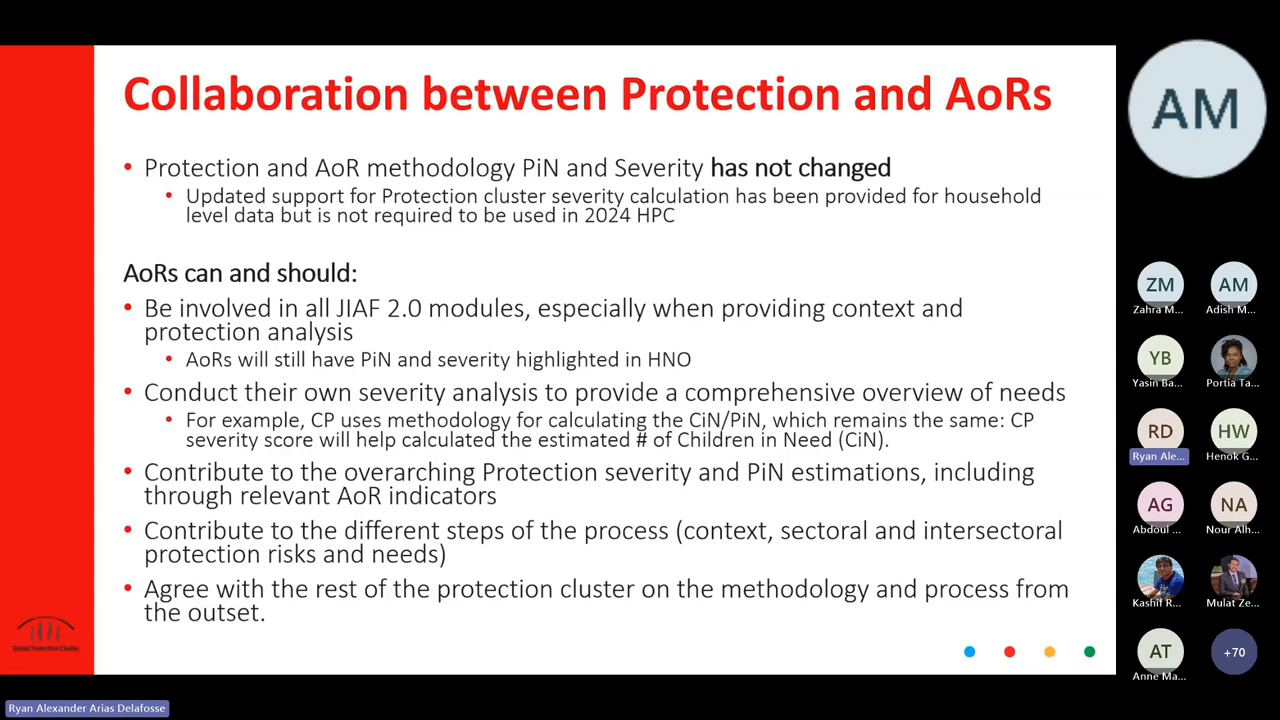 Collaboration between Protection and AoRs
• Protection and AoR methodology PiN and Severity has not changed
• Updated support for Protection cluster severity calculation has been provided for household
level data but is not required to be used in 2024 HPC
AoRs can and should:
• Be involved in all JIAF 2.0 modules, especially when providing context and
protection analysis
• AoRs will still have PiN and severity highlighted in HNO
• Conduct their own severity analysis to provide a comprehensive overview of needs
• For example, CP uses methodology for calculating the CiN/PiN, which remains the same: CP
severity score will help calculated the estimated # of Children in Need (CiN).
• Contribute to the overarching Protection severity and PiN estimations, including
through relevant AoR indicators
• Contribute to the different steps of the process (context, sectoral and intersectoral
protection risks and needs)
• Agree with the rest of the protection cluster on the methodology and process from
the outset.
Global Protection Cluster
AM
ZM
AM
Zahra M...
Adish M...
YB
Yasin Ba...
Portia Ta...
RD
HW
Ryan Ale...
Henok G...
AG
NA
Abdoul ...
Nour Alh...
Kashif R...
Mulat Ze...
AT
+70
Anne Ma...
Ryan Alexander Arias Delafosse